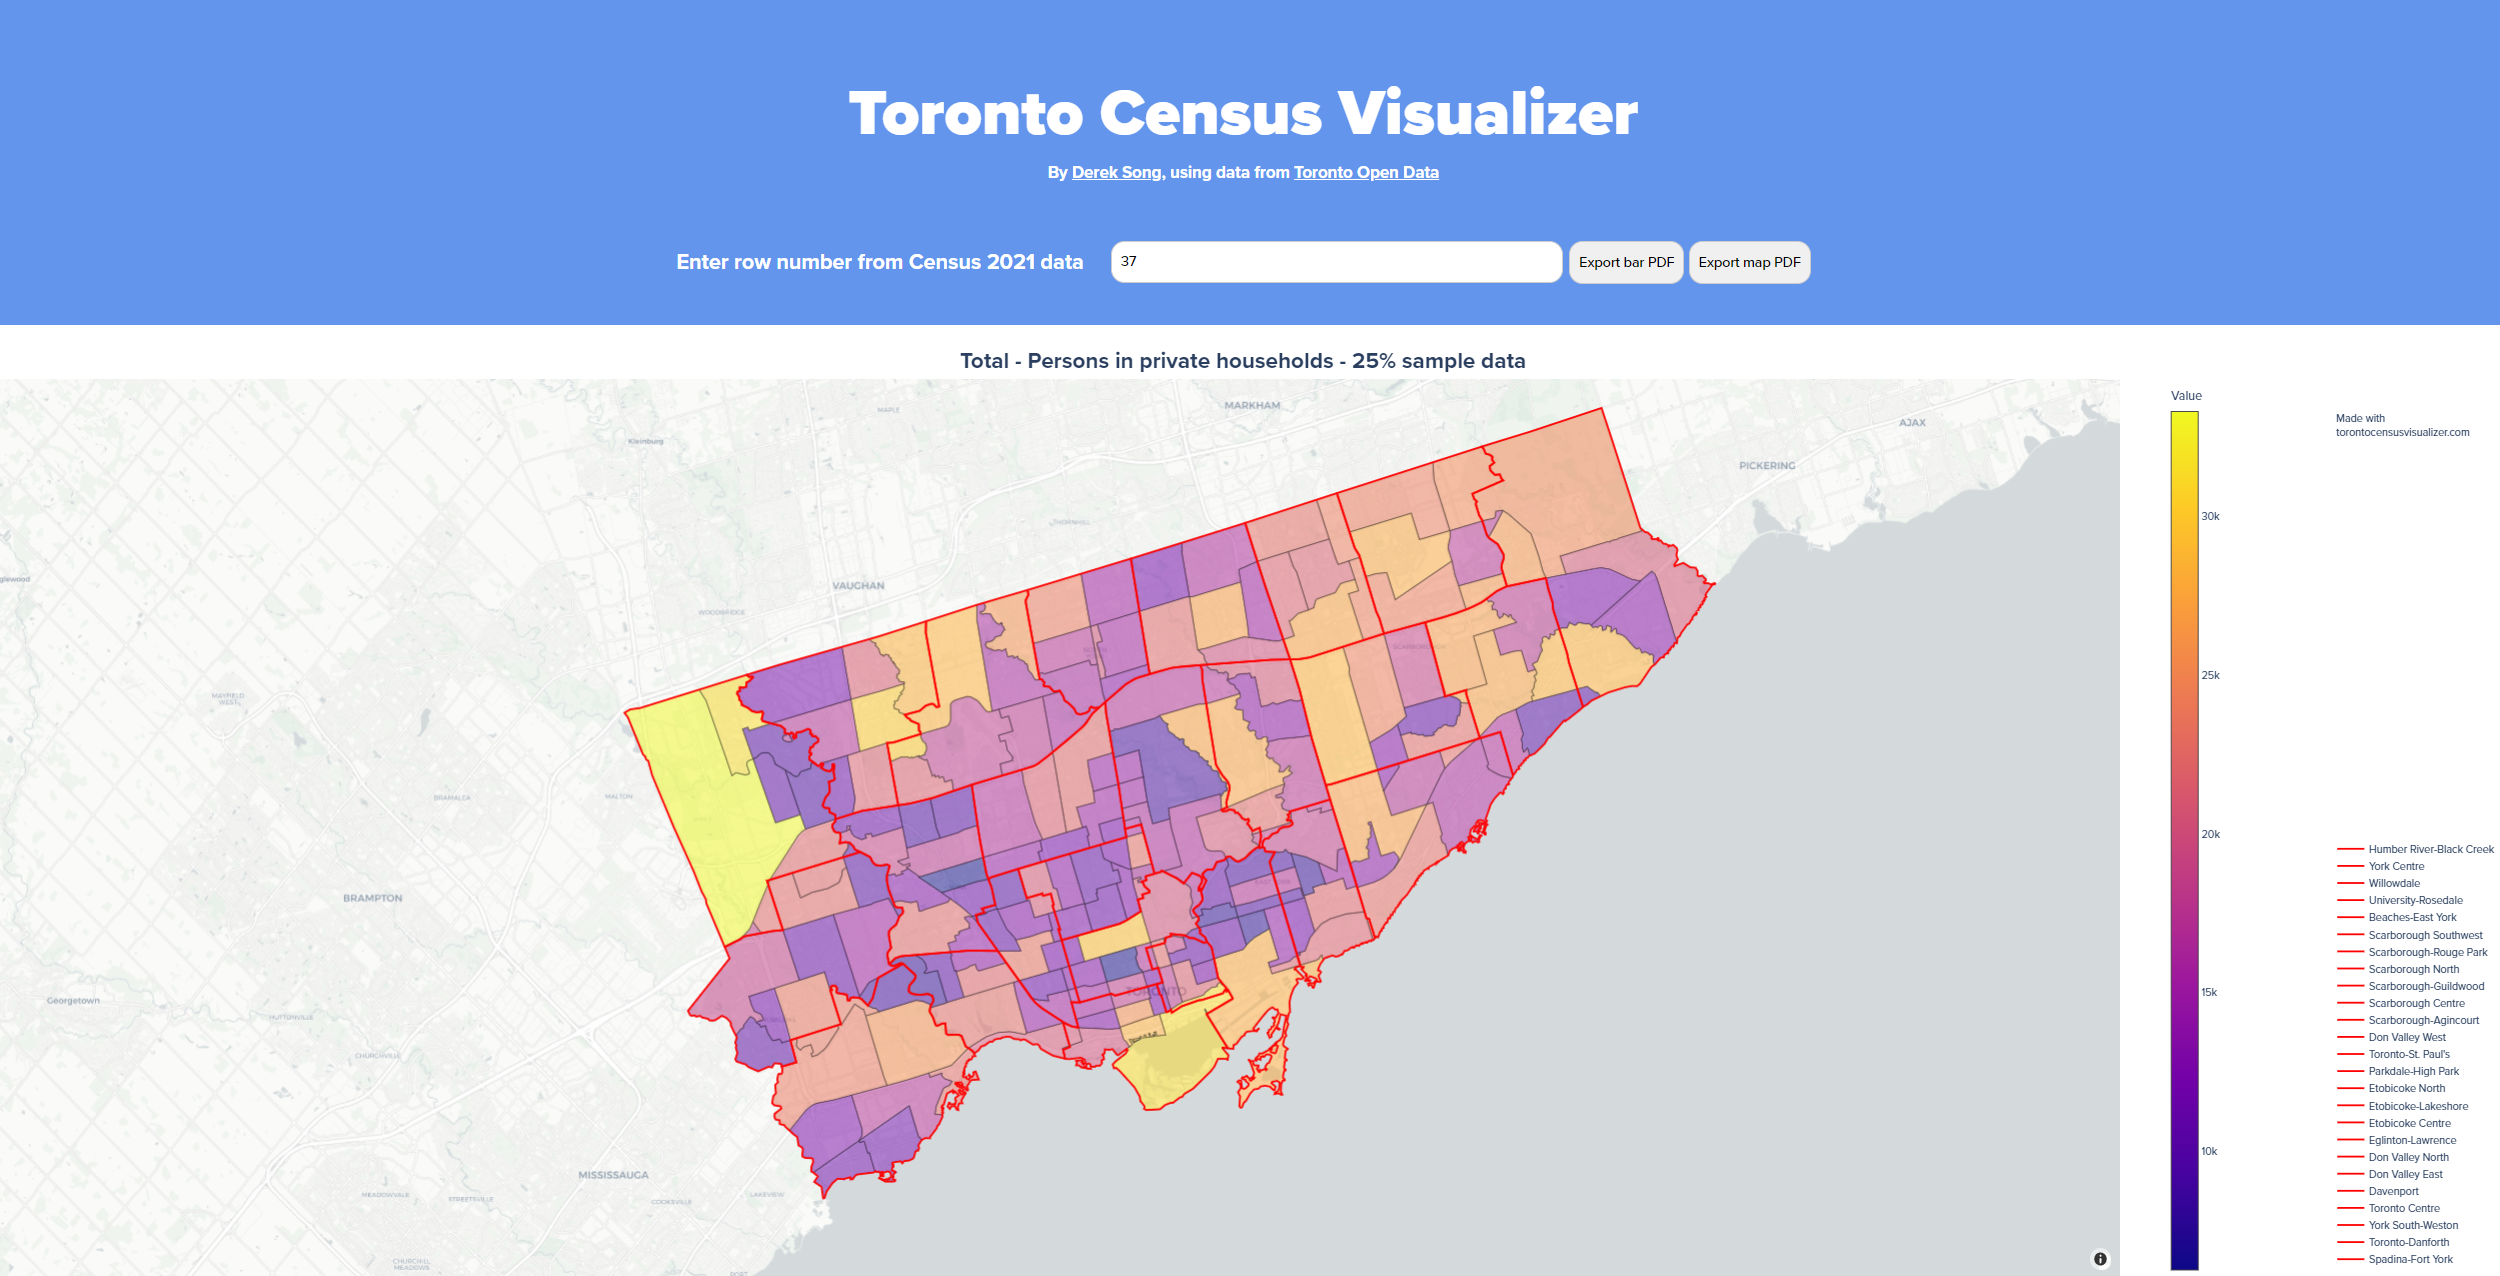 Toronto Census Visualizer
By Derek Song, using data from Toronto Open Data
Enter row number from Census 2021 data
37
Export bar PDF
Export map PDF
Total - Persons in private households - 25% sample data
MAPLE
MARKHAM
AJAX
Kleinburg
PICKERING
THORNHILL
glewood
VAUGHAN
WOODBRIDGE
SCARBOROUGH
MAYFIELD
WEST
BRAMALEA
MALTON
BRAMPTON
EAST YORK
TORONTO
Georgetown
HUTTONVILLE
CHURCHVILLE
MISSISSAUGA
MEADOWVALE
STREETSVILLE
COOKSVILLE
LAKEVIEW
CHURCHILL
MEADOWS
PORT
Value
30k
25k
20k
15k
10k
Made with
torontocensusvisualizer.com
Humber River-Black Creek
York Centre
Willowdale
University-Rosedale
Beaches-East York
Scarborough Southwest
Scarborough-Rouge Park
Scarborough North
Scarborough-Guildwood
Scarborough Centre
Scarborough-Agincourt
Don Valley West
Toronto-St. Paul's
Parkdale-High Park
Etobicoke North
Etobicoke-Lakeshore
Etobicoke Centre
Eglinton-Lawrence
Don Valley North
Don Valley East
Davenport
Toronto Centre
York South-Weston
Toronto-Danforth
Spadina-Fort York